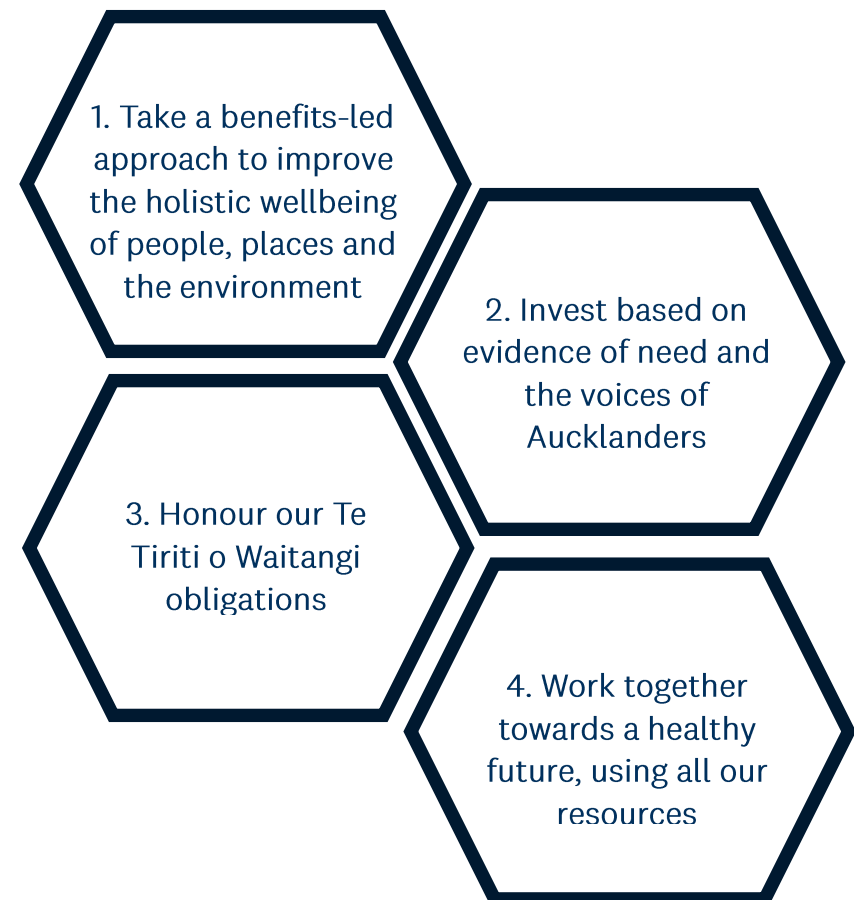 1. Take a benefits-led
approach to improve
the holistic wellbeing
of people, places and
the environment
2. Invest based on
evidence of need and
the voices of
Aucklanders
3. Honour our Te
Tiriti o Waitangi
obligations
4. Work together
towards a healthy
future, using all our
resources